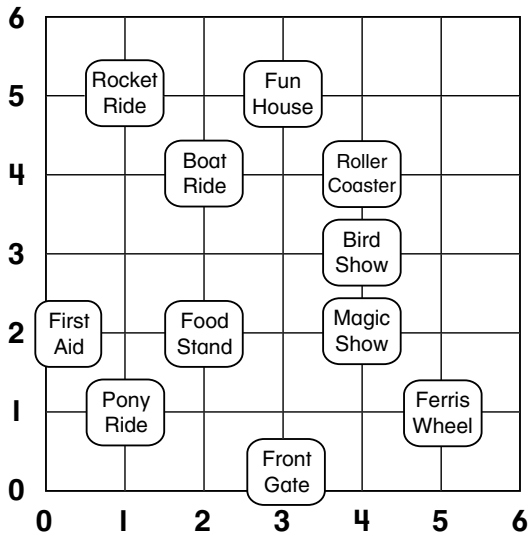 6
Rocket
Ride
Fun
House
5
Boat
Ride
Roller
Coaster
4
Bird
Show
3
First
Aid
Food
Stand
Magic
Show
2
Pony
Ride
Ferris
Wheel
1
Front
Gate
0
0 1 2 3 4 5 6